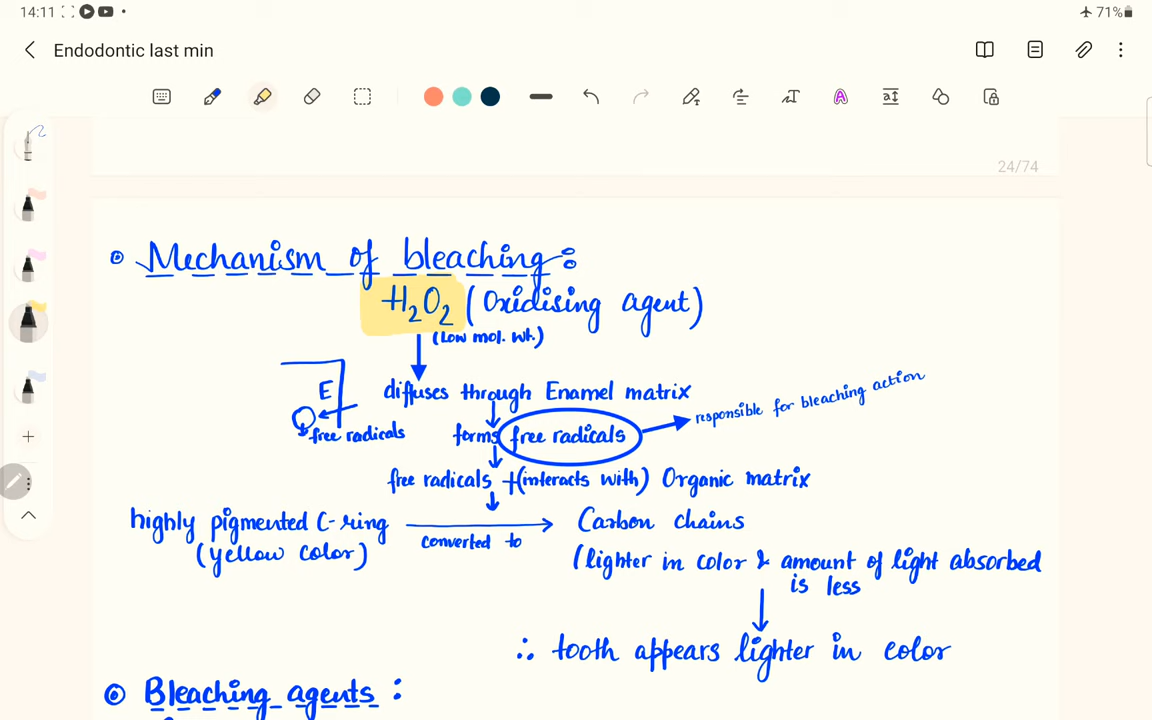 14:11
71%
Endodontic last min
24/74
Mechanism of bleaching:
H2O2 (Oxidising agent)
(Low mol. wt.)
E
diffuses through Enamel matrix
responsible for bleaching action
free radicals
forms free radicals
free radicals + (interacts with) Organic matrix
highly pigmented C-ring
(yellow color)
converted to
Carbon chains
(lighter in color & amount of light absorbed
is less
∴ tooth appears lighter in color
Bleaching agents: